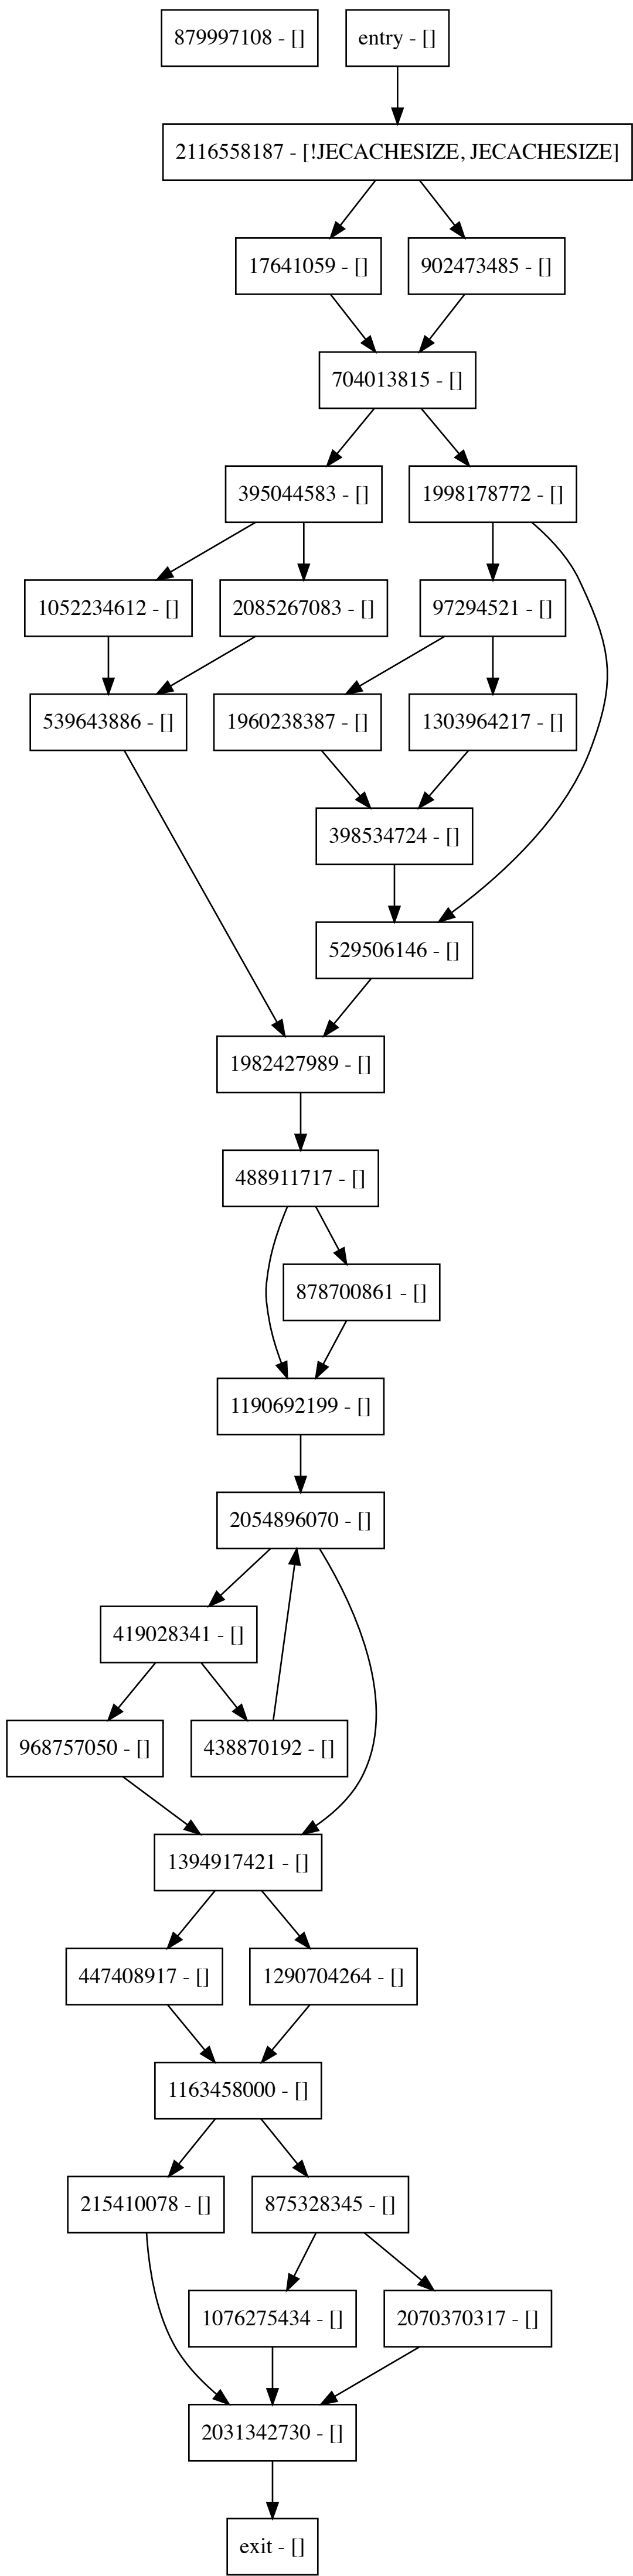 879997108 - []
entry - []
2116558187 - [!JECACHESIZE, JECACHESIZE]
17641059 - []
902473485 - []
704013815 - []
395044583 - []
1998178772 - []
1052234612 - []
2085267083 - []
97294521 - []
539643886 - []
1960238387 - []
1303964217 - []
398534724 - []
529506146 - []
1982427989 - []
488911717 - []
878700861 - []
1190692199 - []
2054896070 - []
419028341 - []
968757050 - []
438870192 - []
1394917421 - []
447408917 - []
1290704264 - []
1163458000 - []
215410078 - []
875328345 - []
1076275434 - []
2070370317 - []
2031342730 - []
exit - []